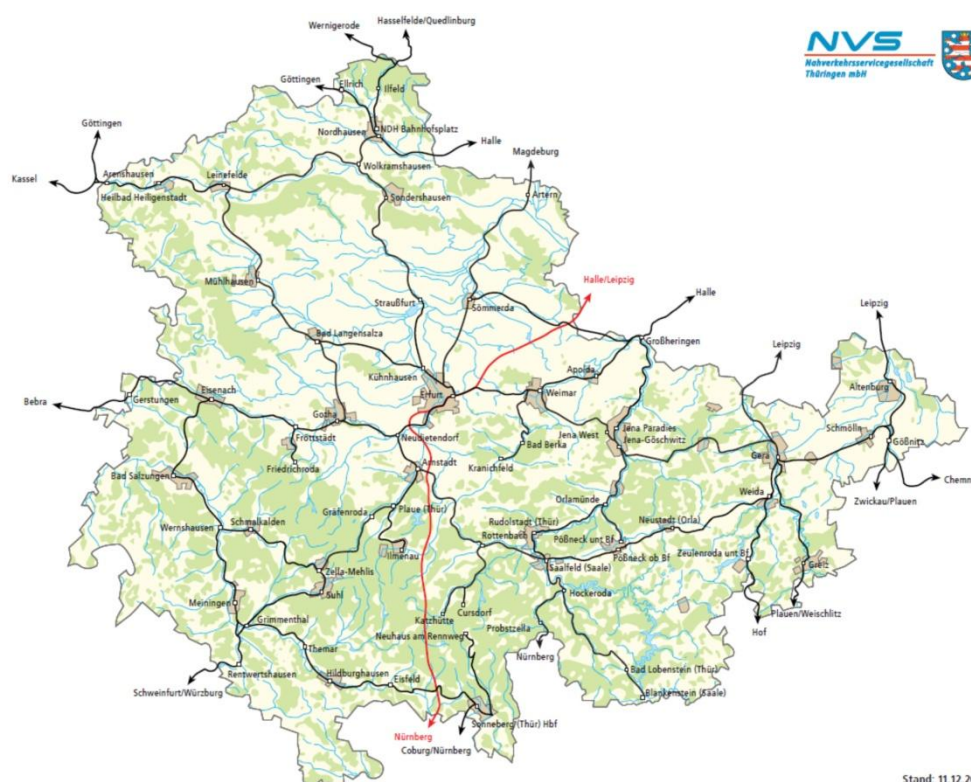 Hasselfelde/Quedlinburg
Wernigerode
NVS
Nahverkehrsservicegesellschaft
Thüringen mbH
Göttingen
Ellrich
Ilfeld
Nordhausen
NDH Bahnhofsplatz
Halle
Göttingen
Magdeburg
Wolkramshausen
Kassel
Arenshausen
Leinefelde
Heilbad Heiligenstadt
Sondershausen
Artern
Mühlhausen
Halle/Leipzig
Straußfurt
Sömmerda
Halle
Leipzig
Bad Langensalza
Großheringen
Leipzig
Kühnhausen
Apolda
Eisenach
Erfurt
Weimar
Altenburg
Bebra
Gerstungen
Gotha
Fröttstädt
Neudietendorf
Jena West
Jena Paradies
Jena-Göschwitz
Bad Berka
Schmölln
Gößnitz
Friedrichroda
Arnstadt
Kranichfeld
Gera
Bad Salzungen
Zwickau/Plauen
Chemn
Orlamünde
Weida
Gräfenroda
Plaue (Thür)
Wernshausen
Schmalkalden
Rudolstadt (Thür)
Neustadt (Orla)
Rottenbach
Pößneck unt Bf
Ilmenau
Pößneck ob Bf
Zeulenroda unt Bf
Greiz
Saalfeld (Saale)
Zella-Mehlis
Suhl
Hockeroda
Meiningen
Cursdorf
Katzhütte
Plauen/Weischlitz
Grimmenthal
Probstzella
Hof
Neuhaus am Rennweg
Themar
Nürnberg
Rentwertshausen
Hildburghausen
Eisfeld
Bad Lobenstein (Thür)
Schweinfurt/Würzburg
Blankenstein (Saale)
Sonneberg (Thür) Hbf
Nürnberg
Coburg/Nürnberg
Stand: 11.12.20